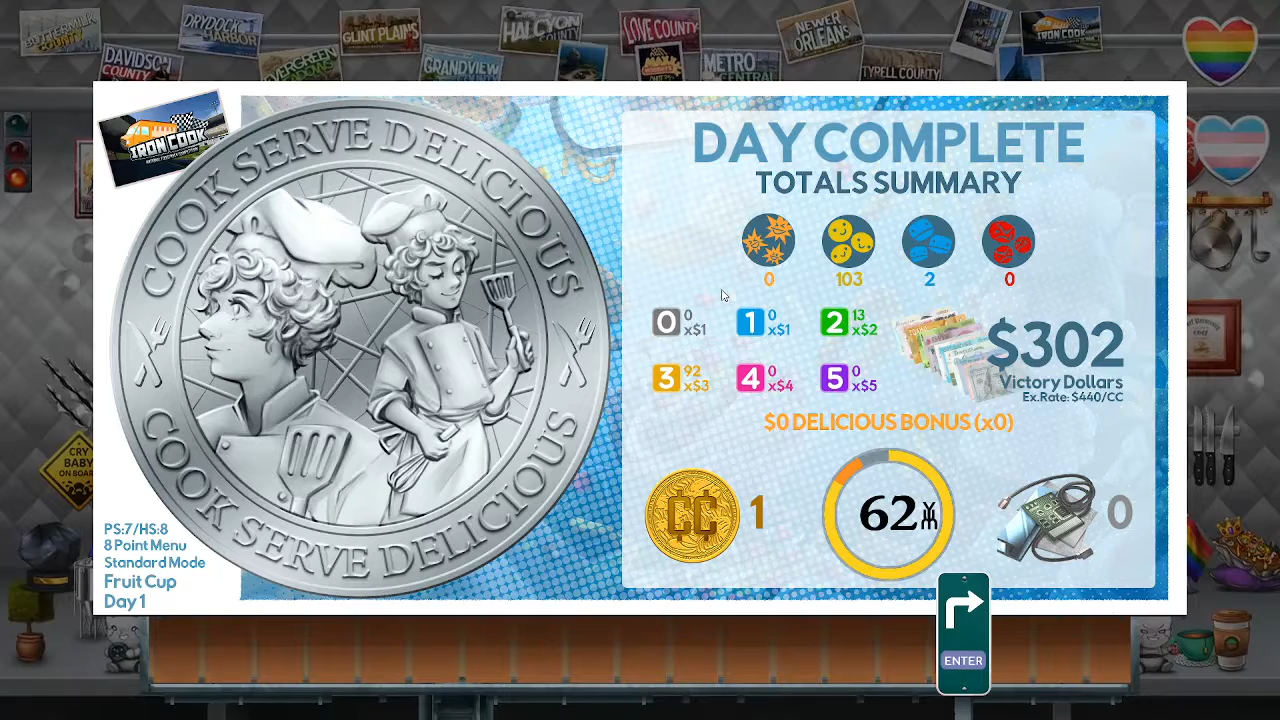 BUTTERMILK
COUNTY
DRYDOCK
HARBOR
GLINT PLAINS
HALCYON
LOVE COUNTY
NEWER
ORLEANS
IRON COOK
DAVIDSON
COUNTY
EVERGREEN
GRANDVIEW
METRO
CENTRAL
TYRELL COUNTY
IRON COOK
COOK SERVE DELICIOUS
COOK SERVE DELICIOUS
DAY COMPLETE
TOTALS SUMMARY
0 103 2 0
0 0 x$1 1 0 x$1 2 13 x$2
3 92 x$3 4 0 x$4 5 0 x$5
$302
Victory Dollars
Ex.Rate: $440/CC
$0 DELICIOUS BONUS (x0)
CC 1
62
0
CRY
BABY
ON BOARD
PS:7/HS:8
8 Point Menu
Standard Mode
Fruit Cup
Day 1
ENTER